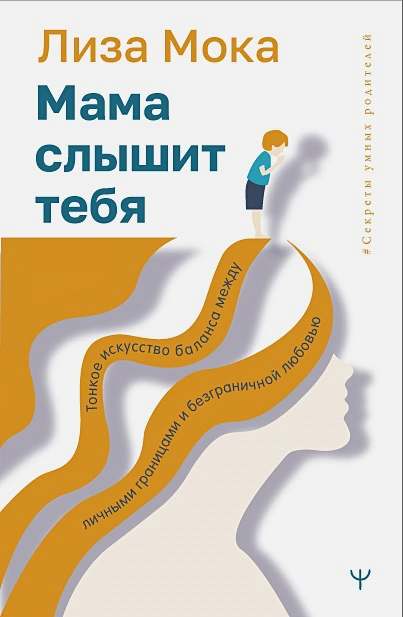 Лиза Мока
Мама
слышит
тебя
#Секреты умных родителей
Тонкое искусство баланса между
личными границами и безграничной любовью